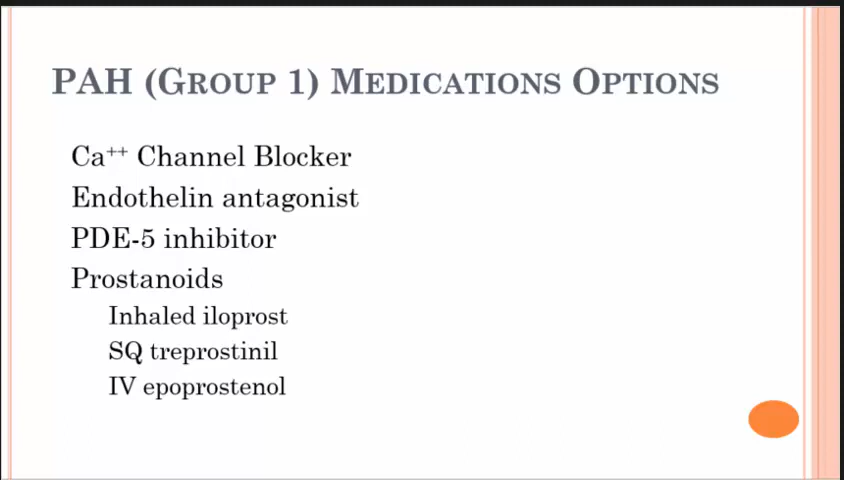 PAH (Group 1) Medications Options
Ca++ Channel Blocker
Endothelin antagonist
PDE-5 inhibitor
Prostanoids
Inhaled iloprost
SQ treprostinil
IV epoprostenol